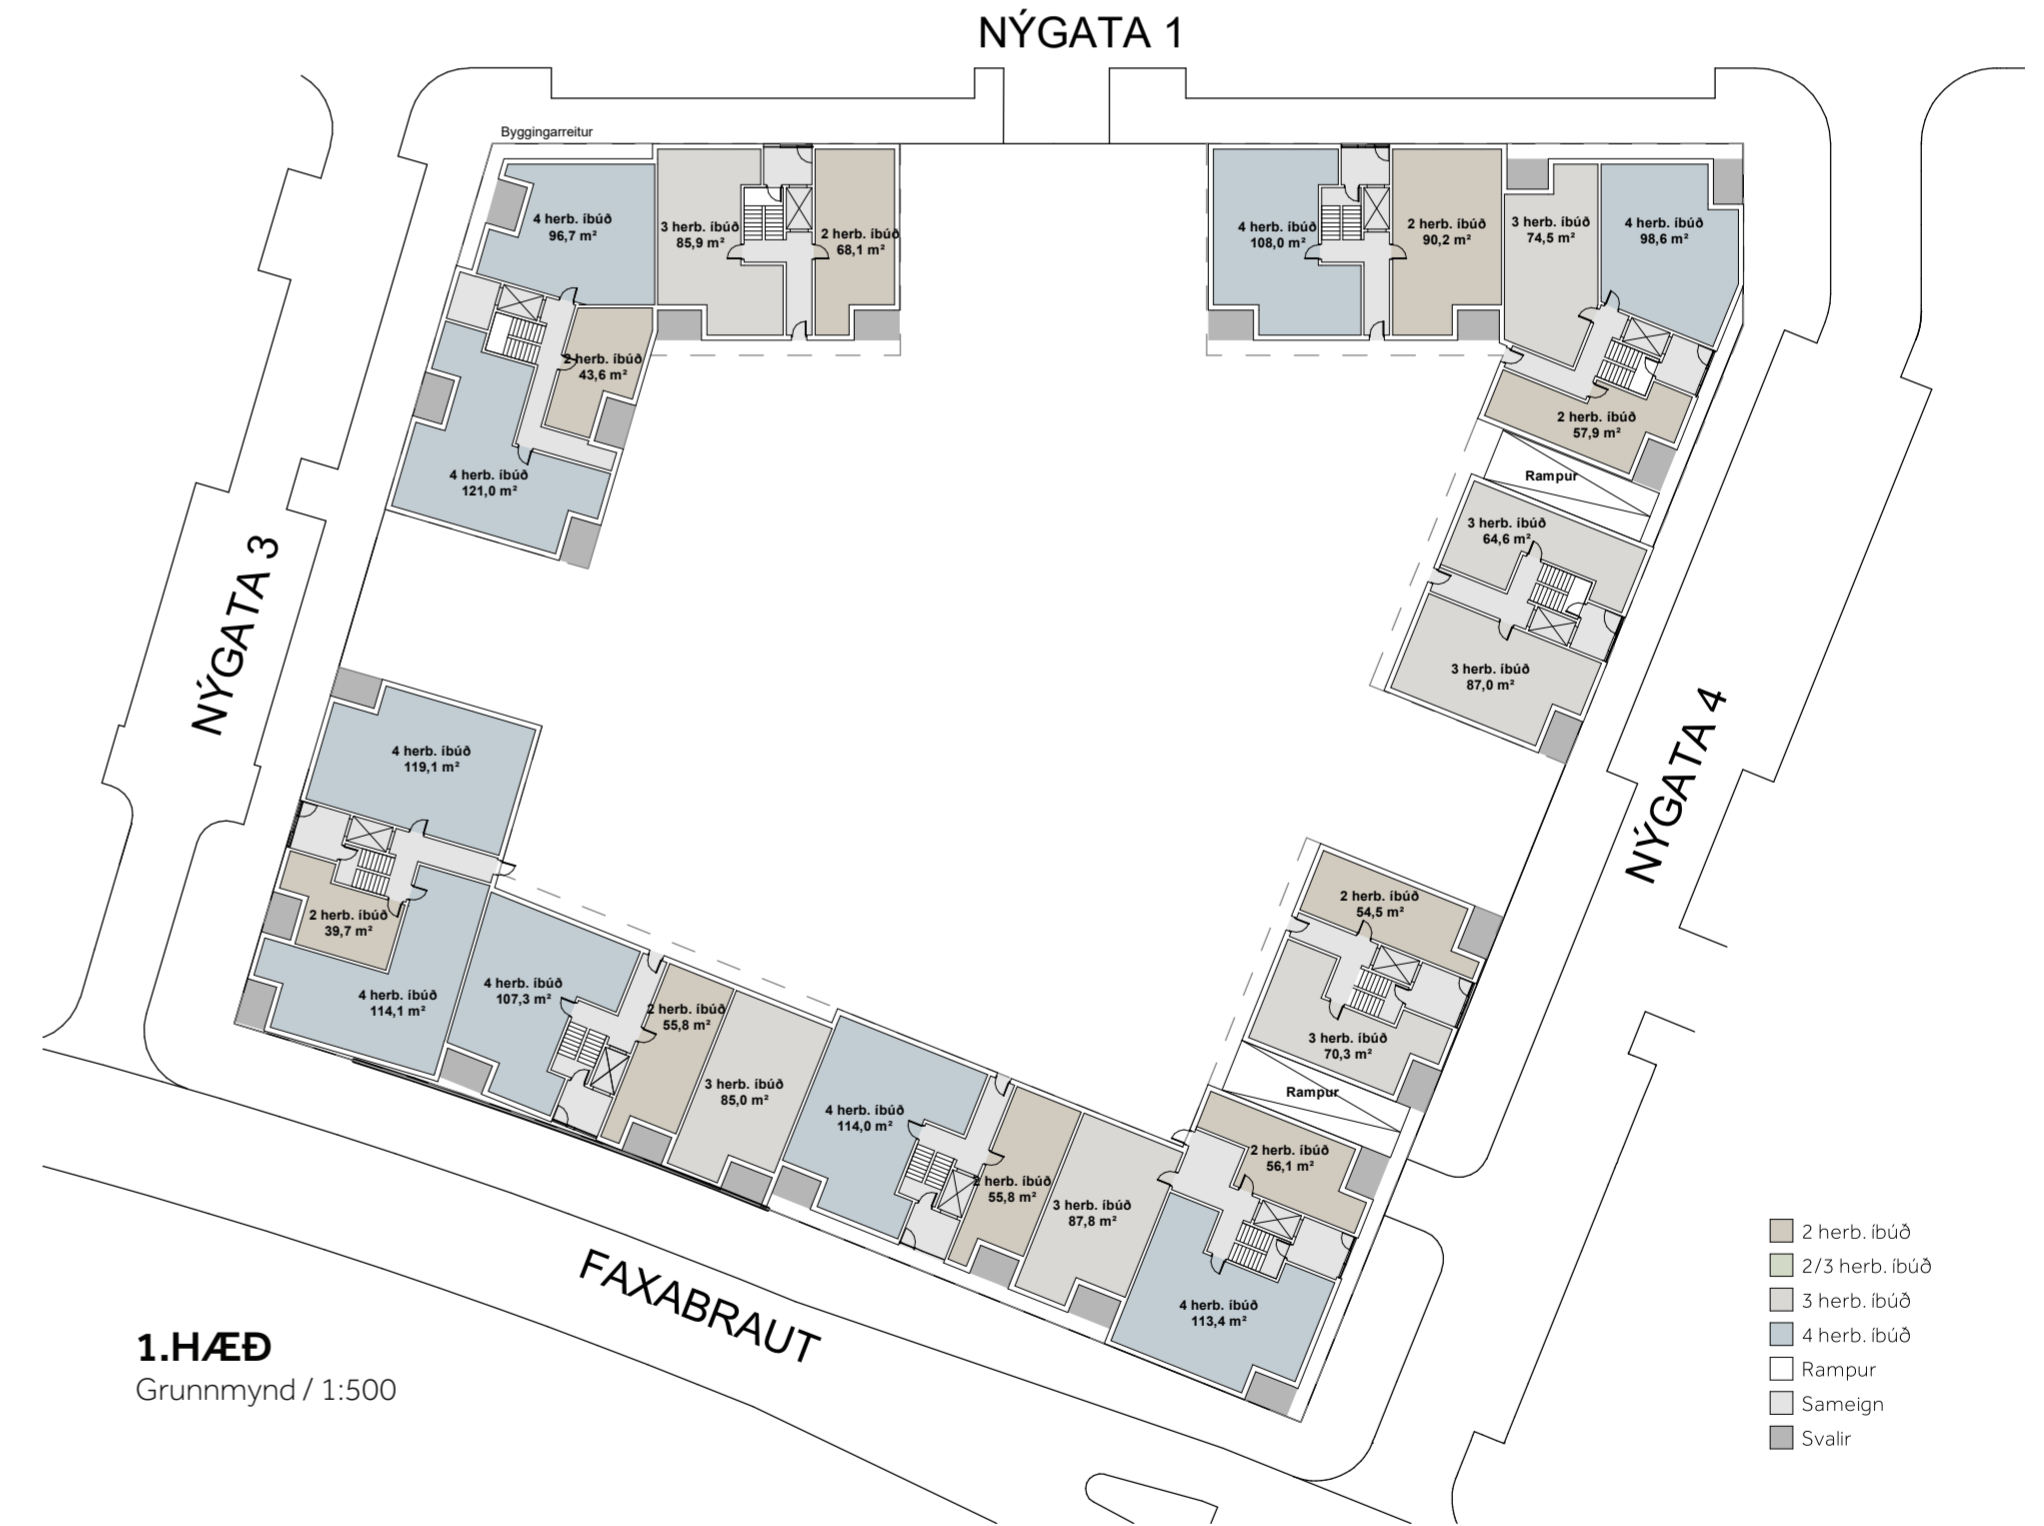 NÝGATA 1
Byggingarreitur
4 herb. íbúð
96,7 m²
3 herb. íbúð
85,9 m²
2 herb. íbúð
68,1 m²
4 herb. íbúð
108,0 m²
2 herb. íbúð
90,2 m²
3 herb. íbúð
74,5 m²
4 herb. íbúð
98,6 m²
2 herb. íbúð
43,6 m²
4 herb. íbúð
121,0 m²
2 herb. íbúð
57,9 m²
Rampur
3 herb. íbúð
64,6 m²
3 herb. íbúð
87,0 m²
NÝGATA 3
NÝGATA 4
4 herb. íbúð
119,1 m²
2 herb. íbúð
39,7 m²
4 herb. íbúð
114,1 m²
4 herb. íbúð
107,3 m²
2 herb. íbúð
55,8 m²
3 herb. íbúð
85,0 m²
4 herb. íbúð
114,0 m²
2 herb. íbúð
55,8 m²
3 herb. íbúð
87,8 m²
2 herb. íbúð
54,5 m²
3 herb. íbúð
70,3 m²
Rampur
2 herb. íbúð
56,1 m²
4 herb. íbúð
113,4 m²
FAXABRAUT
1.HÆÐ
Grunnmynd / 1:500
2 herb. íbúð
2/3 herb. íbúð
3 herb. íbúð
4 herb. íbúð
Rampur
Sameign
Svalir